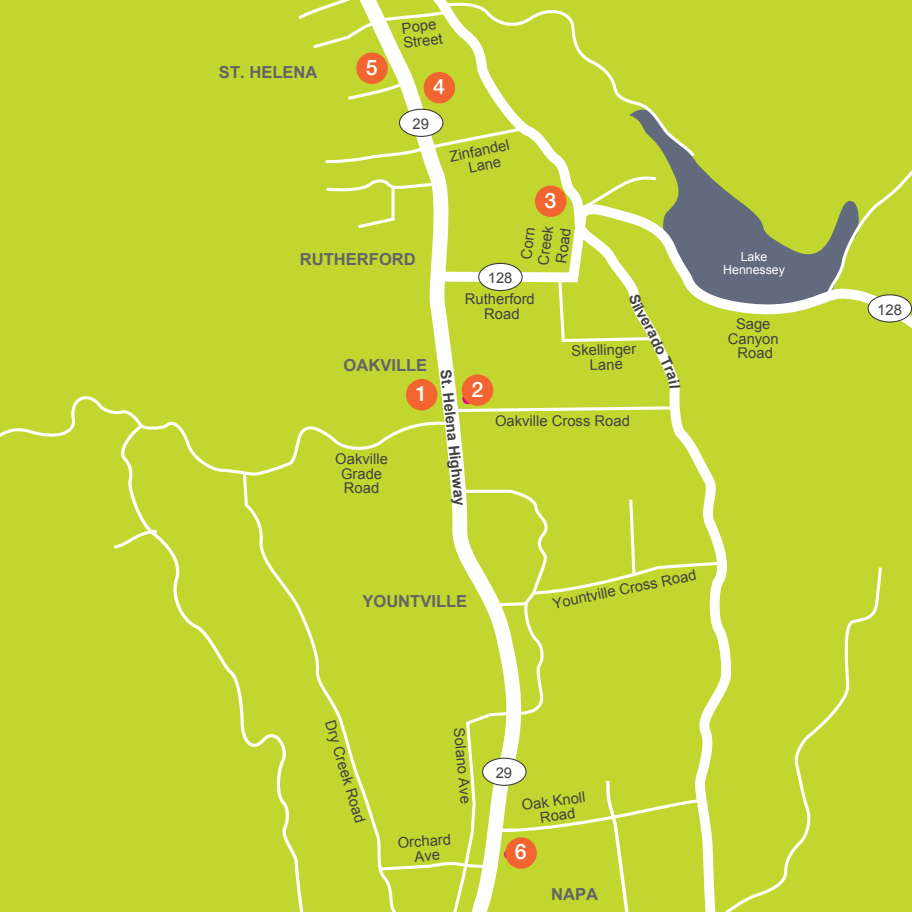 Pope
Street
ST. HELENA
5
4
29
Zinfandel
Lane
3
Corn
Creek
Road
RUTHERFORD
128
Rutherford
Road
Lake
Hennessey
128
Sage
Canyon
Road
Silverado Trail
Skellinger
Lane
OAKVILLE
1
2
St. Helena Highway
Oakville Cross Road
Oakville
Grade
Road
YOUNTVILLE
Yountville Cross Road
Dry Creek Road
Solano Ave
29
Oak Knoll
Road
Orchard
Ave
6
NAPA